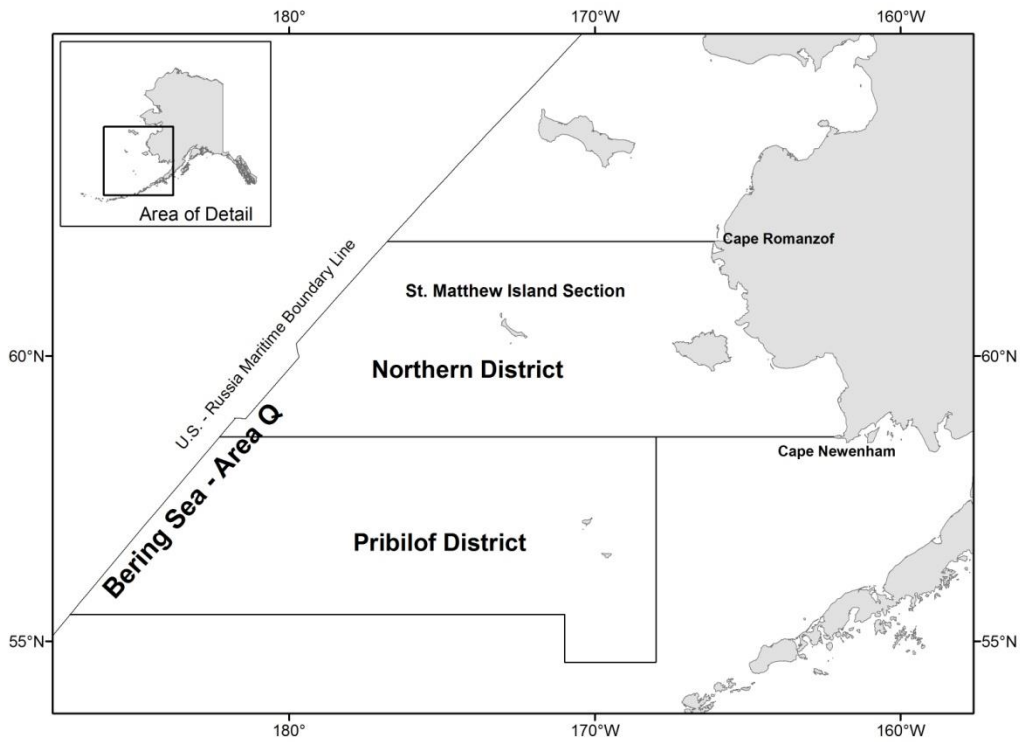 180°
170°W
160°W
Area of Detail
Cape Romanzof
St. Matthew Island Section
U.S. - Russia Maritime Boundary Line
60°N
60°N
Northern District
Bering Sea - Area Q
Cape Newenham
Pribilof District
55°N
55°N
180°
170°W
160°W